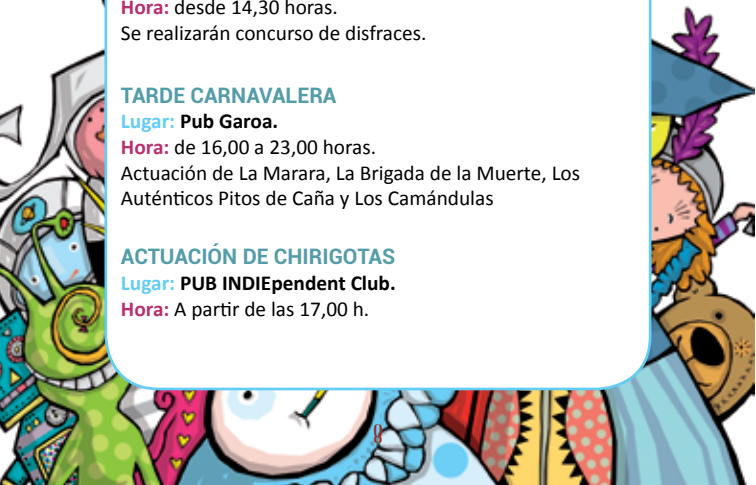 Hora: desde 14,30 horas.
Se realizarán concurso de disfraces.
TARDE CARNAVALERA
Lugar: Pub Garoa.
Hora: de 16,00 a 23,00 horas.
Actuación de La Marara, La Brigada de la Muerte, Los
Auténticos Pitos de Caña y Los Camándulas
ACTUACIÓN DE CHIRIGOTAS
Lugar: PUB INDIEpendent Club.
Hora: A partir de las 17,00 h.
8